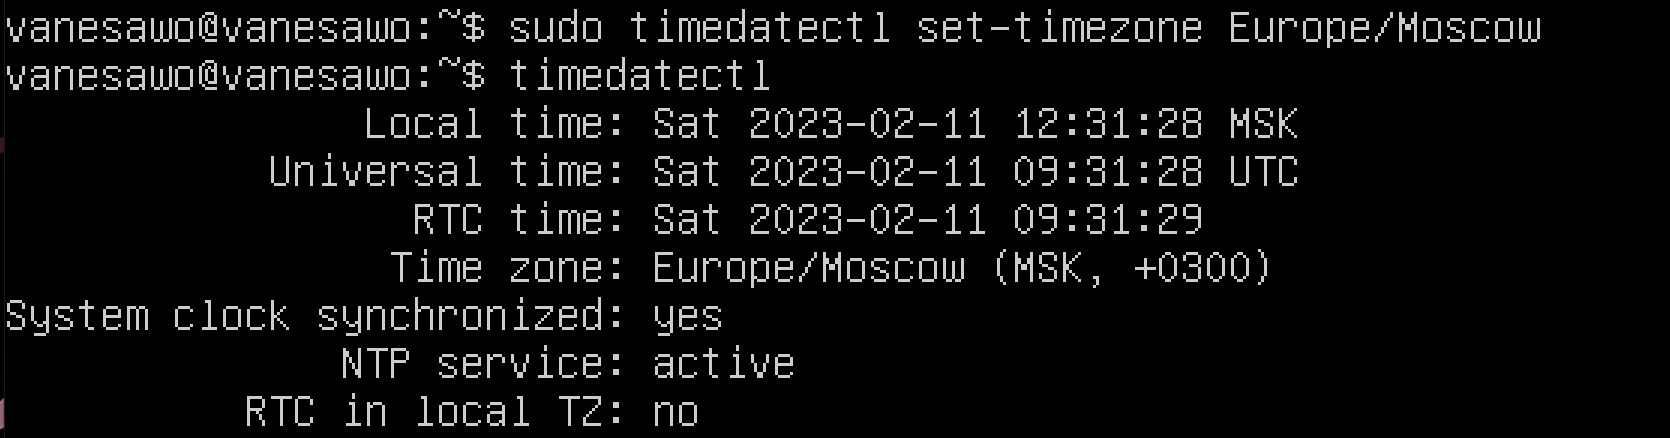 vanesawo@vanesawo:~$ sudo timedatectl set-timezone Europe/Moscow
vanesawo@vanesawo:~$ timedatectl
Local time: Sat 2023-02-11 12:31:28 MSK
Universal time: Sat 2023-02-11 09:31:28 UTC
RTC time: Sat 2023-02-11 09:31:29
Time zone: Europe/Moscow (MSK, +0300)
System clock synchronized: yes
NTP service: active
RTC in local TZ: no